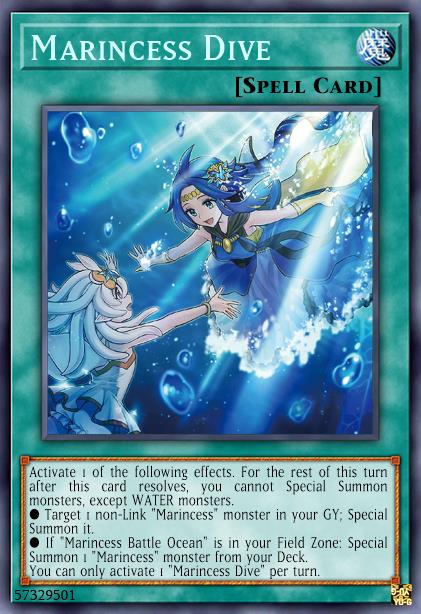 Marincess Dive
魔
[Spell Card]
Activate 1 of the following effects. For the rest of this turn
after this card resolves, you cannot Special Summon
monsters, except WATER monsters.
● Target 1 non-Link "Marincess" monster in your GY; Special
Summon it.
● If "Marincess Battle Ocean" is in your Field Zone: Special
Summon 1 "Marincess" monster from your Deck.
You can only activate 1 "Marincess Dive" per turn.
57329501